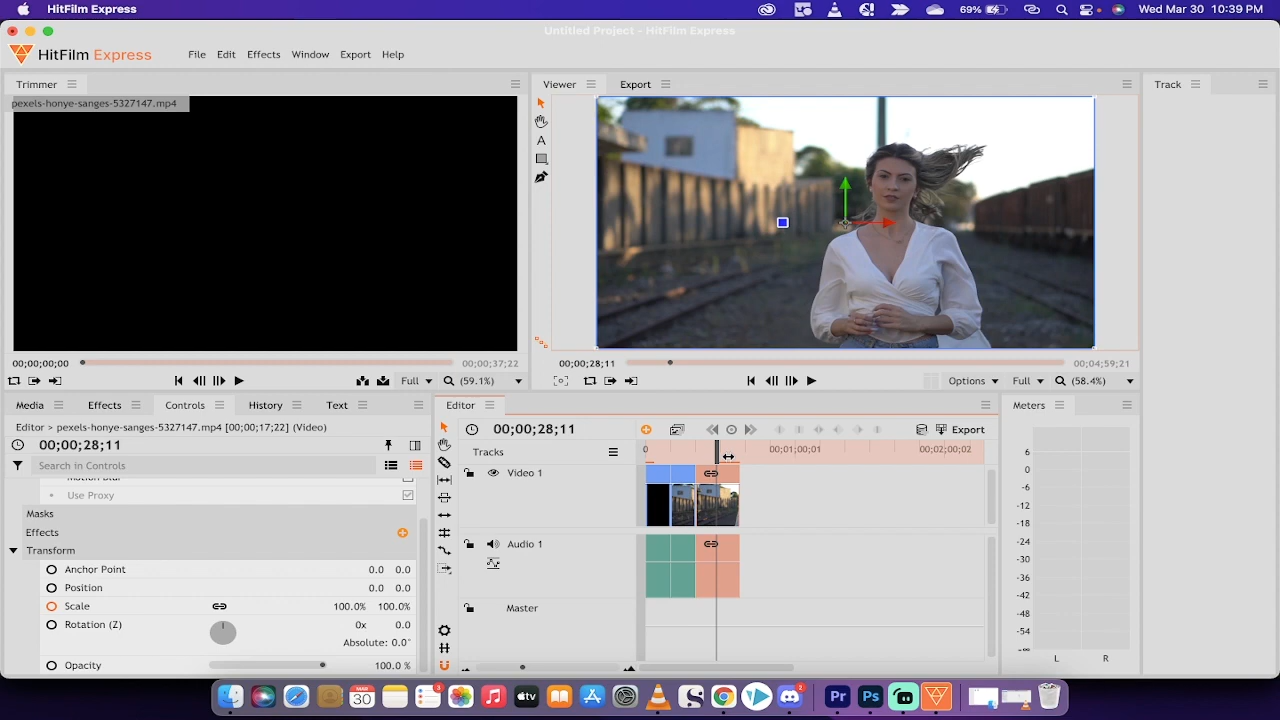 HitFilm Express
69%
Wed Mar 30 10:39 PM
Untitled Project - HitFilm Express
HitFilm Express
File Edit Effects Window Export Help
Trimmer
pexels-honye-sanges-5327147.mp4
00;00;00;00
00;00;37;22
Full
(59.1%)
Viewer
Export
00;00;28;11
00;04;59;21
Options
Full
(58.4%)
Track
Media
Effects
Controls
History
Text
Editor > pexels-honye-sanges-5327147.mp4 [00;00;17;22] (Video)
00;00;28;11
Search in Controls
Motion Blur
Use Proxy
Masks
Effects
Transform
Anchor Point 0.0 0.0
Position 0.0 0.0
Scale 100.0% 100.0%
Rotation (Z) 0x 0.0
Absolute: 0.0°
Opacity 100.0 %
Editor
00;00;28;11
Export
Tracks
0
00;01;00;01
00;02;00;02
A
Video 1
Audio 1
Master
Meters
6
0
-6
-12
-18
-24
-30
-36
-42
-48
-54
-∞
L R
30
3
tv
Pr
Ps